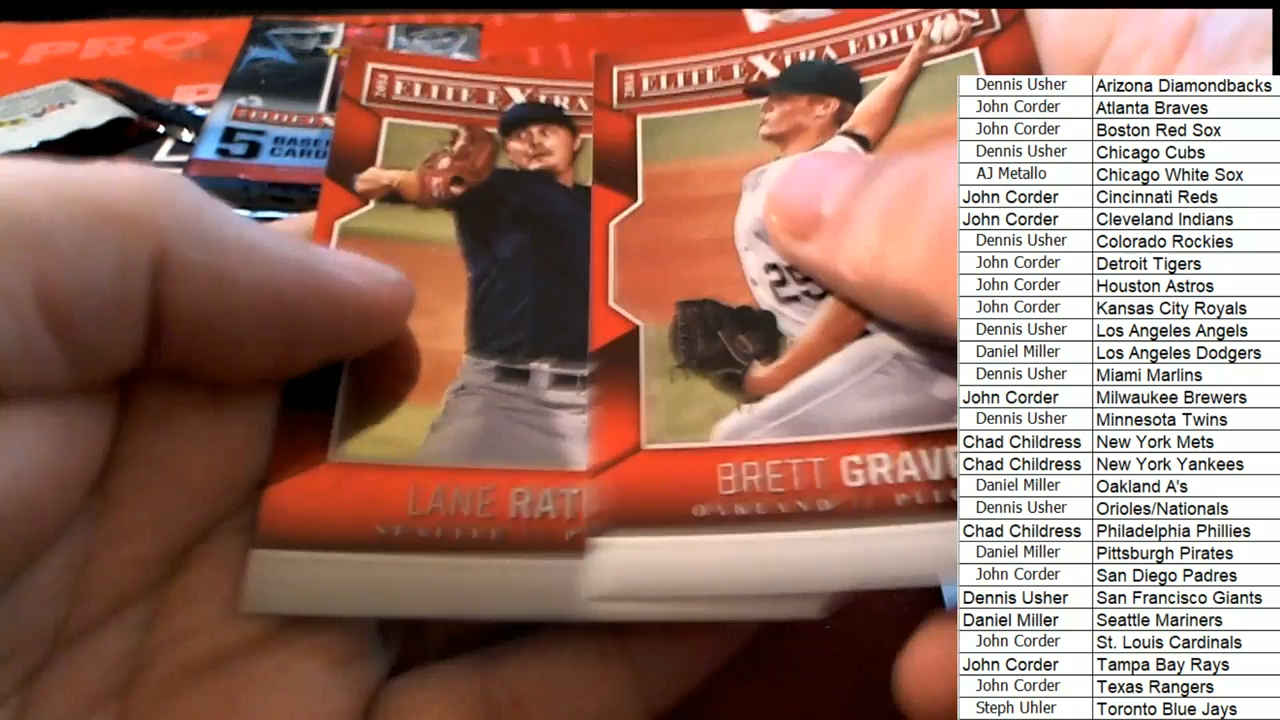 PRO
5 BASE
CARD
2014 ELITE EXTRA
LANE RAT
SEATTLE
2014 ELITE EXTRA EDITION
29
BRETT GRAV
OAKLAND
Dennis Usher Arizona Diamondbacks
John Corder Atlanta Braves
John Corder Boston Red Sox
Dennis Usher Chicago Cubs
AJ Metallo Chicago White Sox
John Corder Cincinnati Reds
John Corder Cleveland Indians
Dennis Usher Colorado Rockies
John Corder Detroit Tigers
John Corder Houston Astros
John Corder Kansas City Royals
Dennis Usher Los Angeles Angels
Daniel Miller Los Angeles Dodgers
Dennis Usher Miami Marlins
John Corder Milwaukee Brewers
Dennis Usher Minnesota Twins
Chad Childress New York Mets
Chad Childress New York Yankees
Daniel Miller Oakland A's
Dennis Usher Orioles/Nationals
Chad Childress Philadelphia Phillies
Daniel Miller Pittsburgh Pirates
John Corder San Diego Padres
Dennis Usher San Francisco Giants
Daniel Miller Seattle Mariners
John Corder St. Louis Cardinals
John Corder Tampa Bay Rays
John Corder Texas Rangers
Steph Uhler Toronto Blue Jays